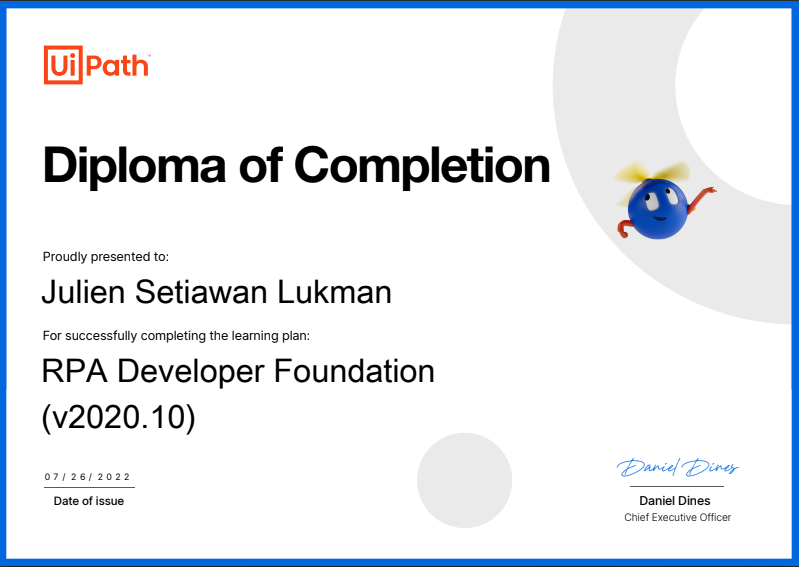 UiPath™
Diploma of Completion
Proudly presented to:
Julien Setiawan Lukman
For successfully completing the learning plan:
RPA Developer Foundation
(v2020.10)
07/26/2022
Date of issue
Daniel Dines
Daniel Dines
Chief Executive Officer